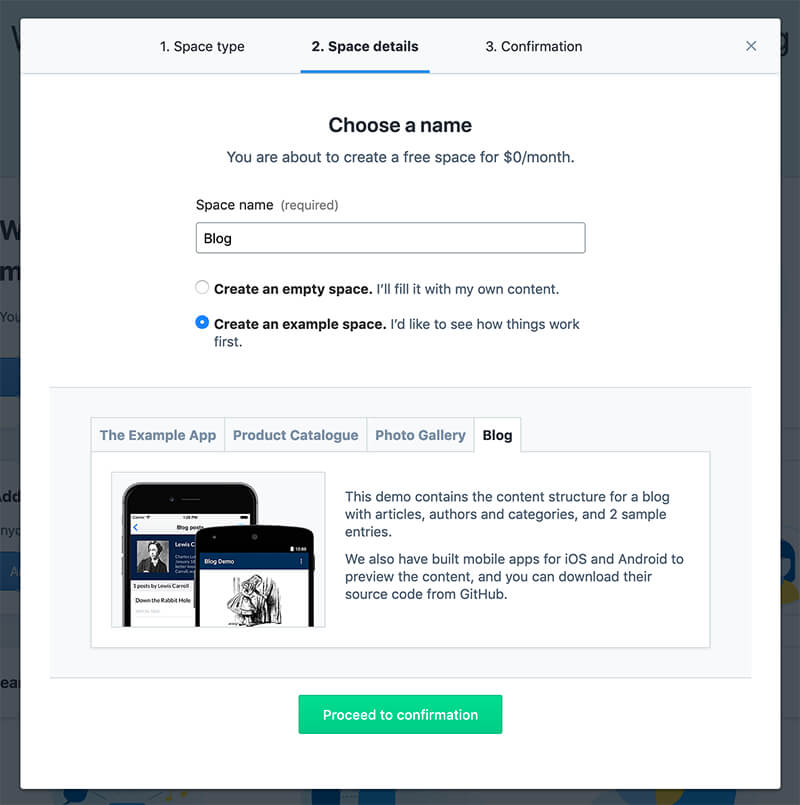 1. Space type
2. Space details
3. Confirmation
Choose a name
You are about to create a free space for $0/month.
Space name (required)
Blog
Create an empty space. I’ll fill it with my own content.
Create an example space. I’d like to see how things work
first.
The Example App
Product Catalogue
Photo Gallery
Blog
Blog posts
Lewis C
1 posts by Lewis Carroll
Down the Rabbit Hole
Blog Demo
This demo contains the content structure for a blog
with articles, authors and categories, and 2 sample
entries.
We also have built mobile apps for iOS and Android to
preview the content, and you can download their
source code from GitHub.
Proceed to confirmation